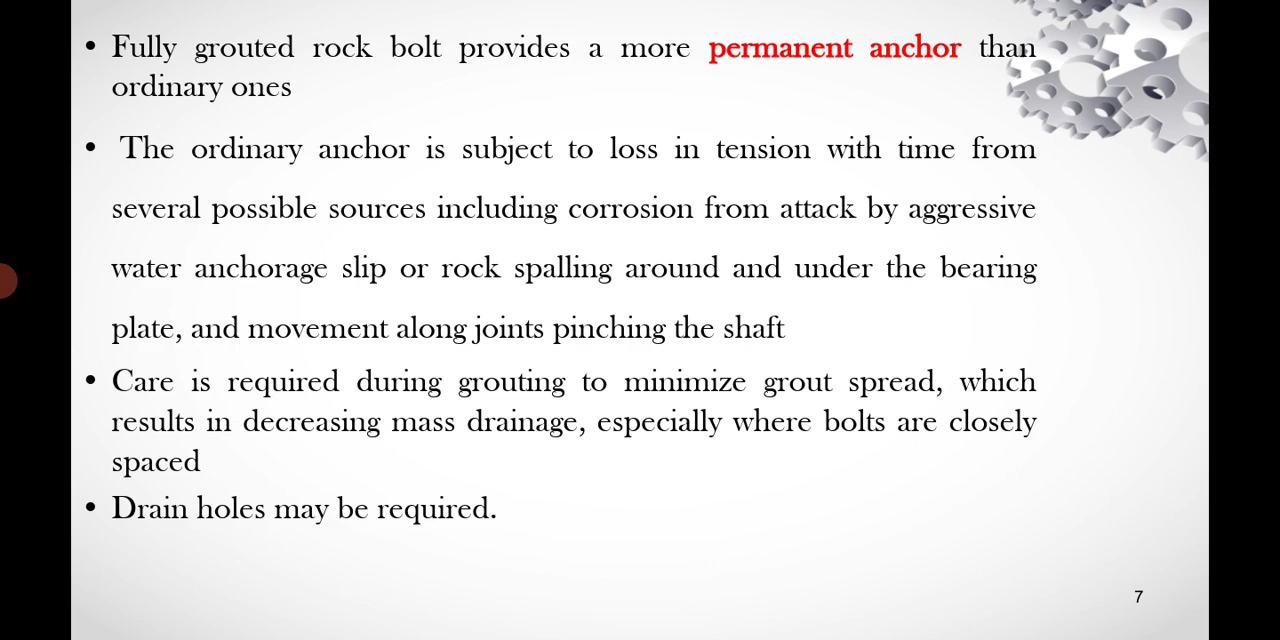 • Fully grouted rock bolt provides a more permanent anchor than
ordinary ones
• The ordinary anchor is subject to loss in tension with time from
several possible sources including corrosion from attack by aggressive
water anchorage slip or rock spalling around and under the bearing
plate, and movement along joints pinching the shaft
• Care is required during grouting to minimize grout spread, which
results in decreasing mass drainage, especially where bolts are closely
spaced
• Drain holes may be required.
7